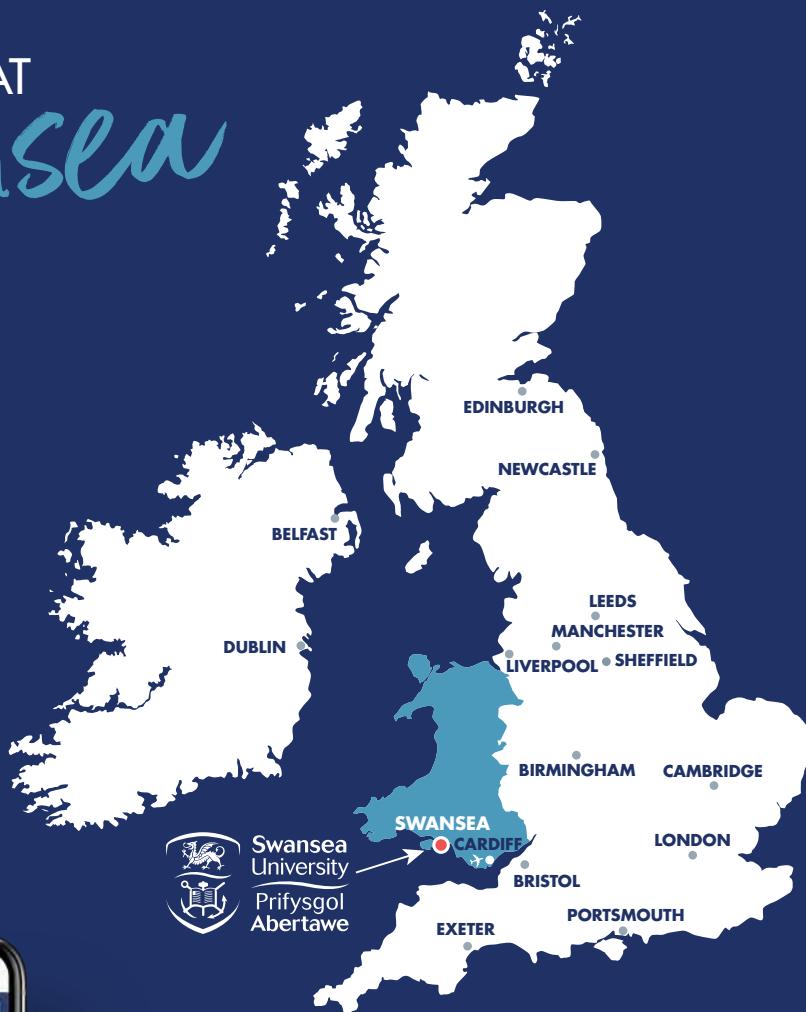 AT
sea
EDINBURGH
NEWCASTLE
BELFAST
LEEDS
MANCHESTER
DUBLIN
LIVERPOOL
SHEFFIELD
BIRMINGHAM
CAMBRIDGE
SWANSEA
CARDIFF
LONDON
Swansea
University
Prifysgol
Abertawe
BRISTOL
PORTSMOUTH
EXETER